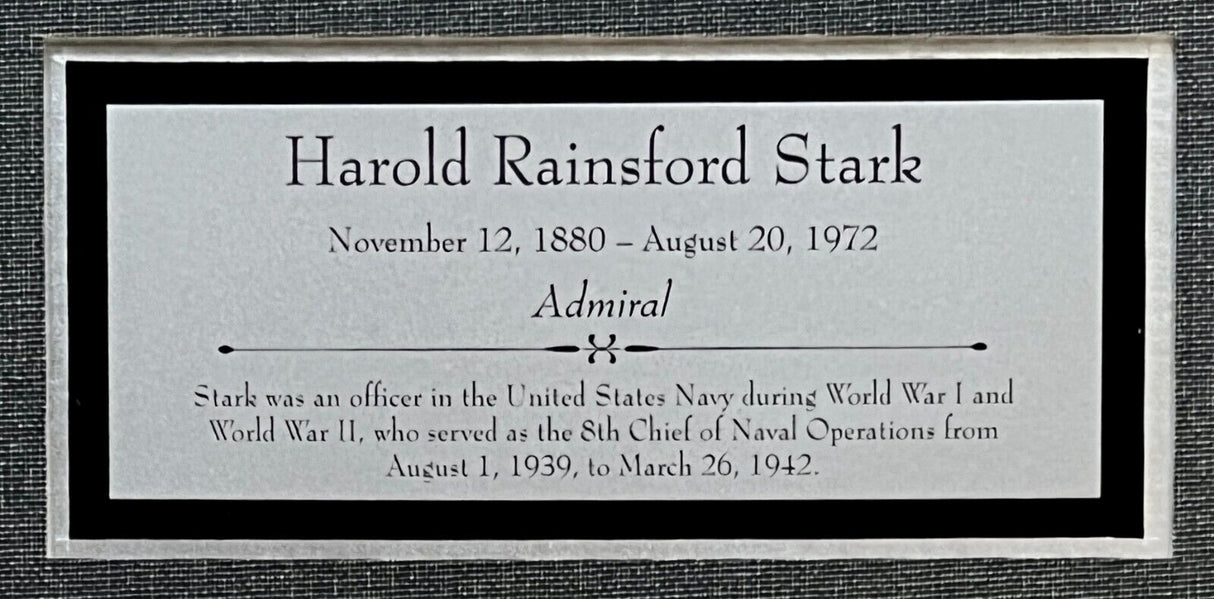 Harold Rainsford Stark
November 12, 1880 – August 20, 1972
Admiral
Stark was an officer in the United States Navy during World War I and
World War II, who served as the 8th Chief of Naval Operations from
August 1, 1939, to March 26, 1942.